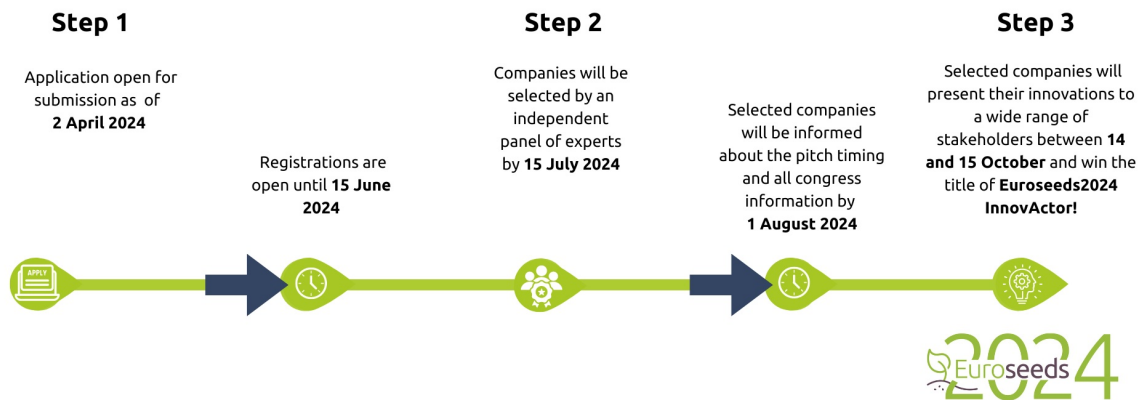 Step 1
Application open for
submission as of
2 April 2024
Registrations are
open until 15 June
2024
Step 2
Companies will be
selected by an
independent
panel of experts
by 15 July 2024
Selected companies
will be informed
about the pitch timing
and all congress
information by
1 August 2024
Step 3
Selected companies will
present their innovations to
a wide range of
stakeholders between 14
and 15 October and win the
title of Euroseeds2024
InnovActor!
APPLY
2024
Euroseeds